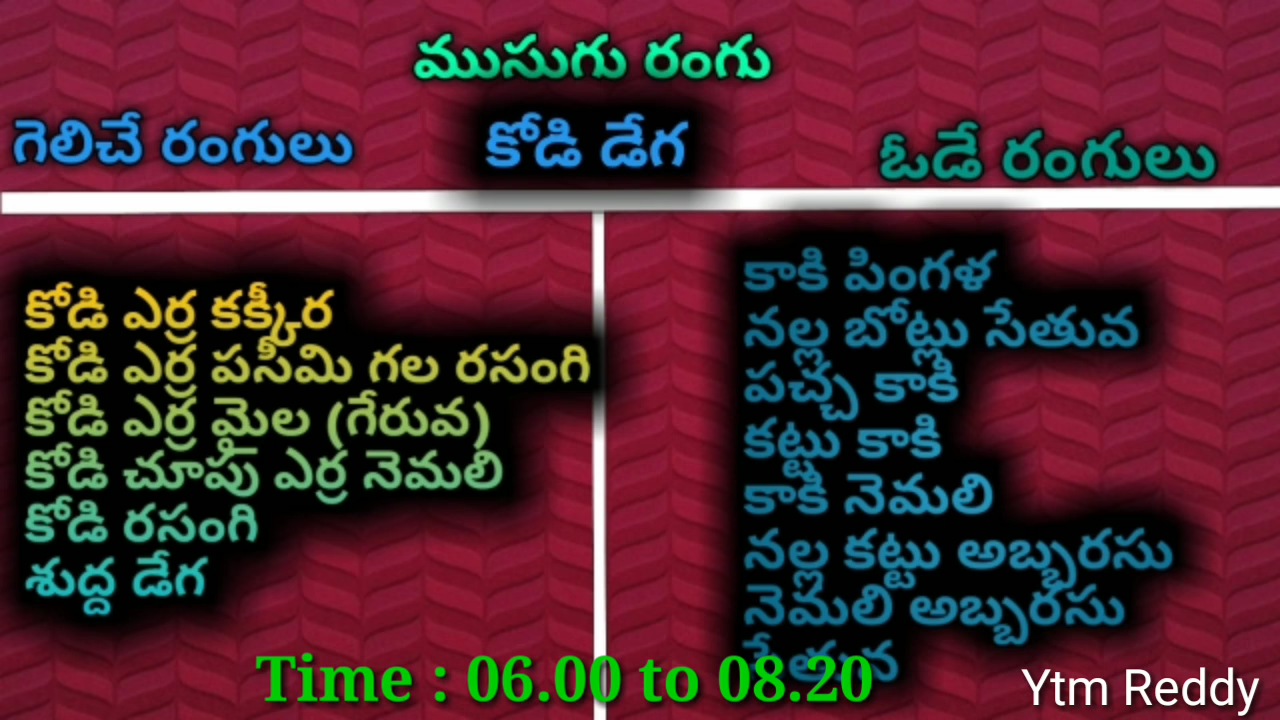 ముసుగు రంగు
గెలిచే రంగులు
కోడి డేగ
ఓడే రంగులు
కోడి ఎర్ర కక్కీర
కోడి ఎర్ర పసిమి గల రసంగి
కోడి ఎర్ర మైల (గేరువ)
కోడి చూపు ఎర్ర నెమలి
కోడి రసంగి
శుద్ద డేగ
కాకి పింగళ
నల్ల బోట్లు సేతువ
పచ్చ కాకి
కట్టు కాకి
కాకి నెమలి
నల్ల కట్టు అబ్బరసు
నెమలి అబ్బరసు
సేతువ
Time : 06.00 to 08.20
Ytm Reddy